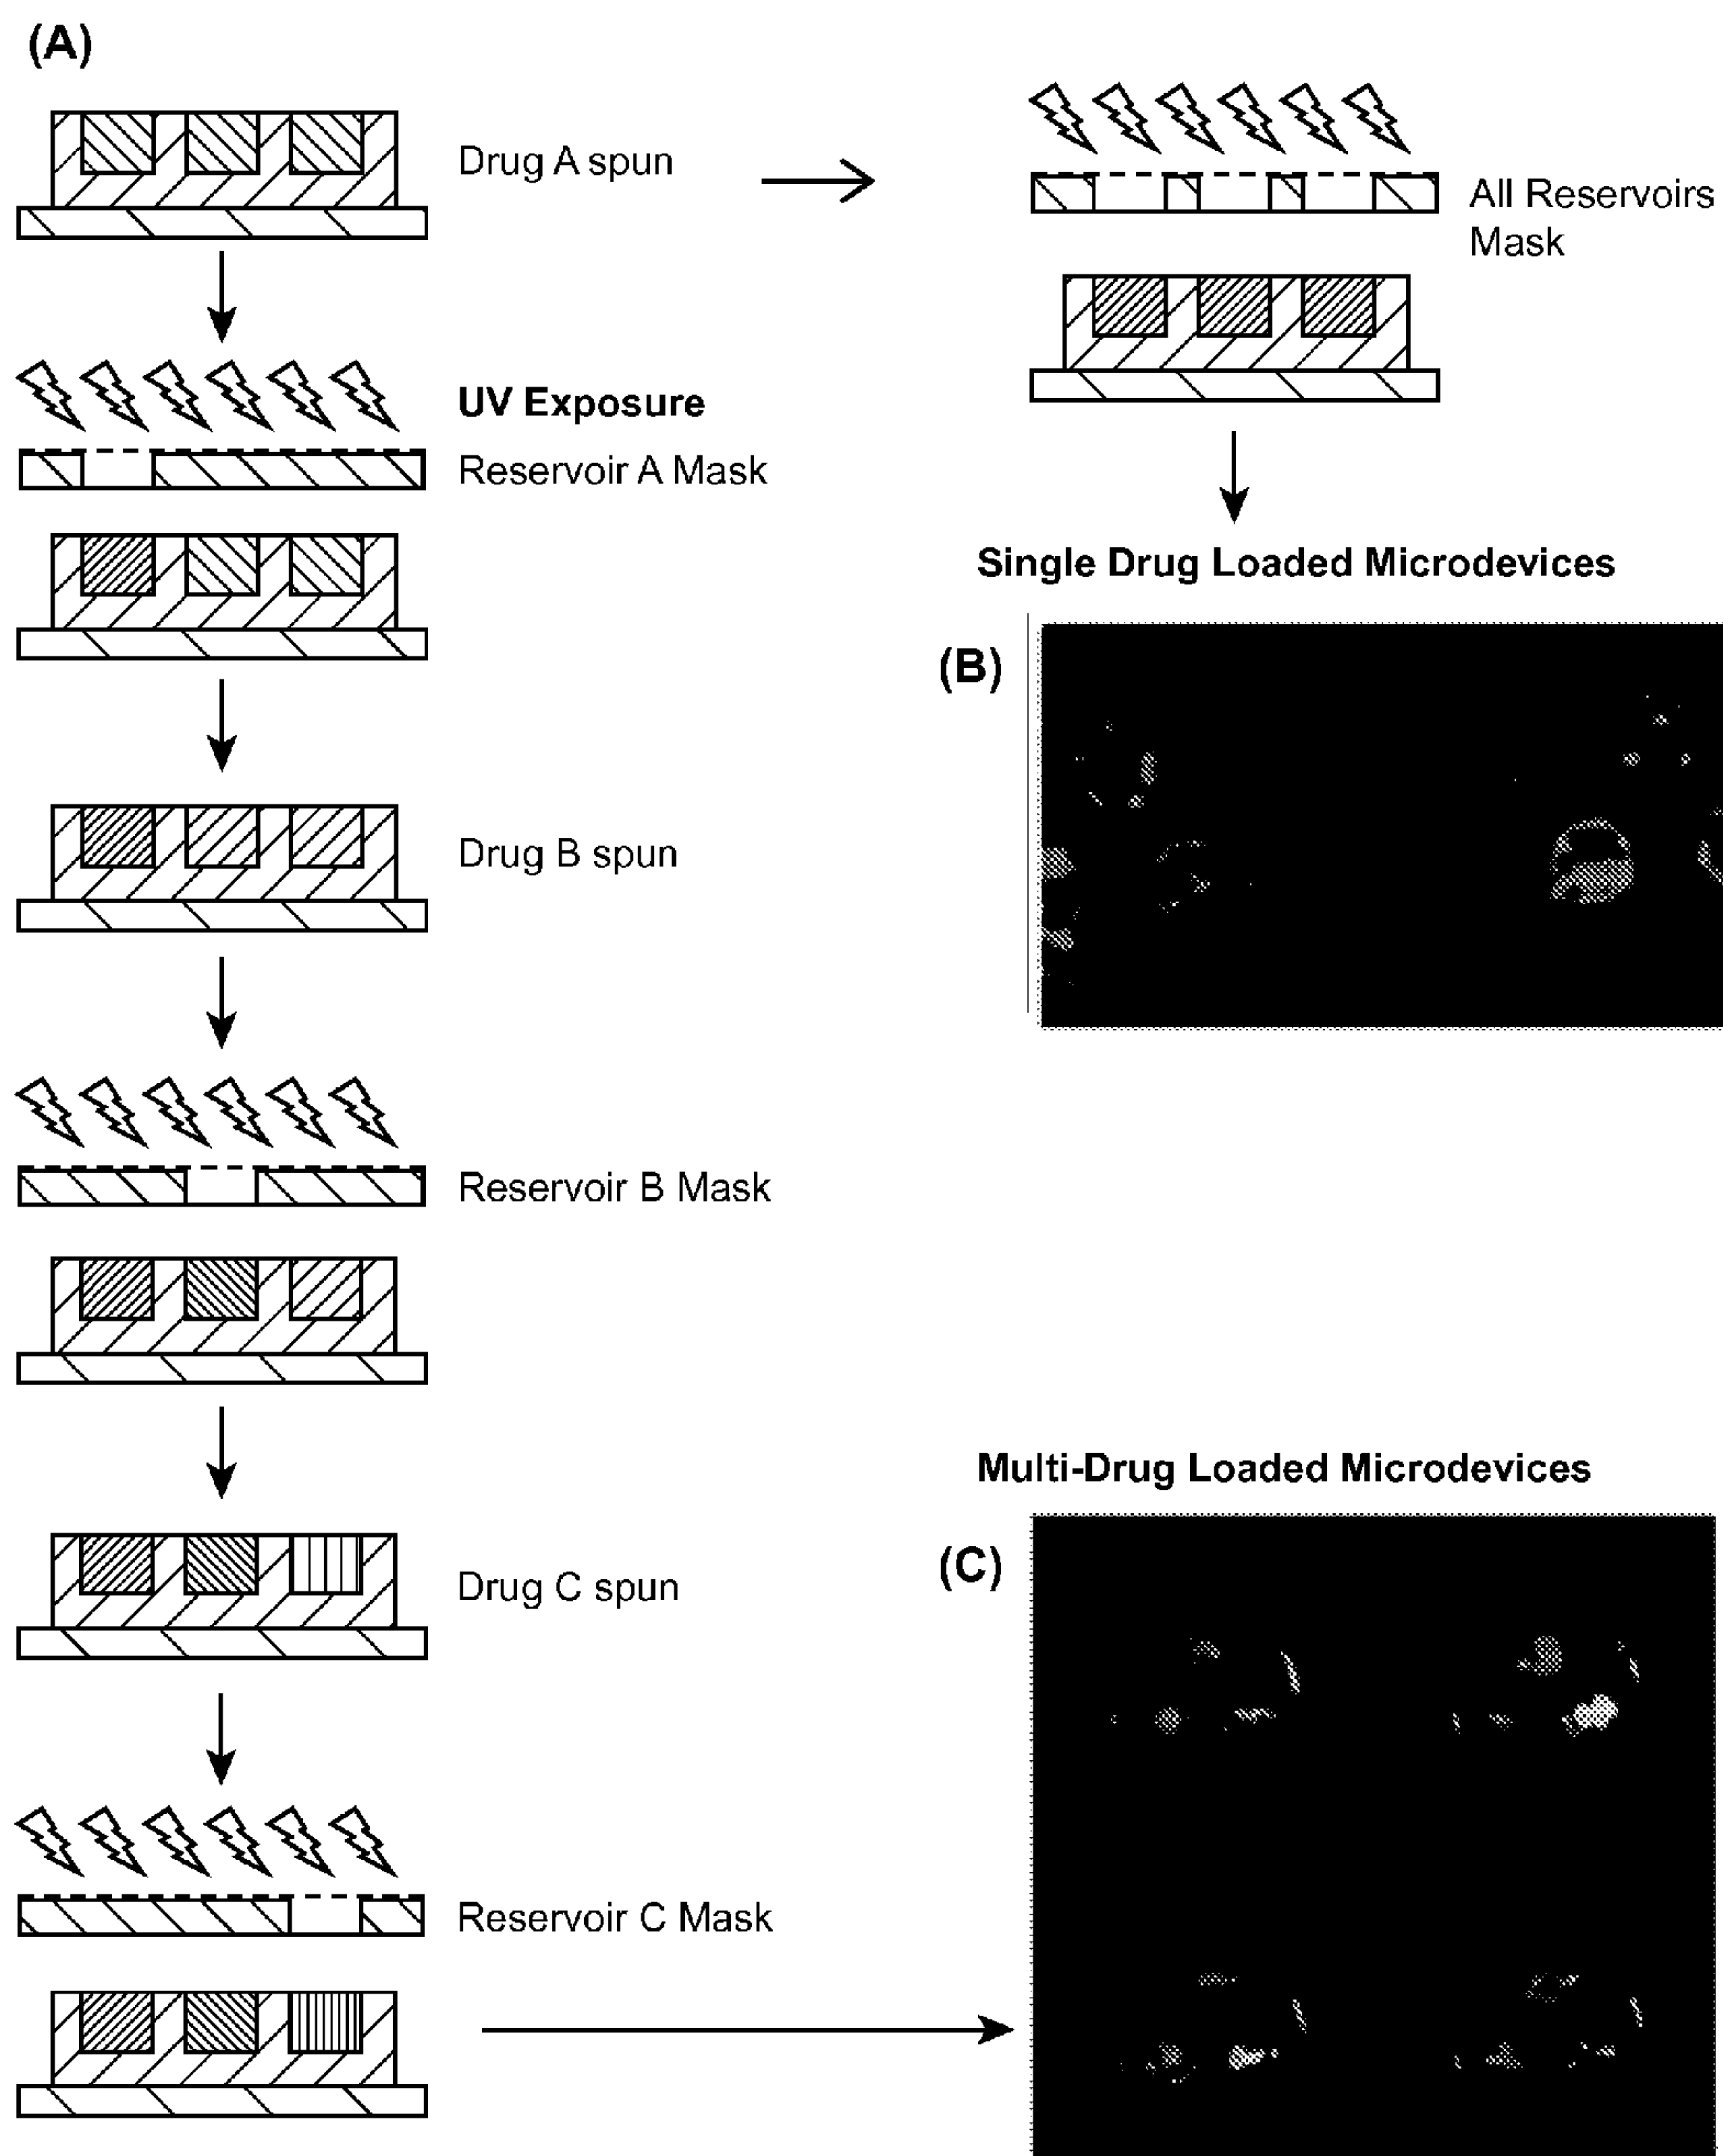 (A)
Drug A spun
All Reservoirs
Mask
UV Exposure
Reservoir A Mask
Single Drug Loaded Microdevices
(B)
Drug B spun
Reservoir B Mask
Multi-Drug Loaded Microdevices
(C)
Drug C spun
Reservoir C Mask